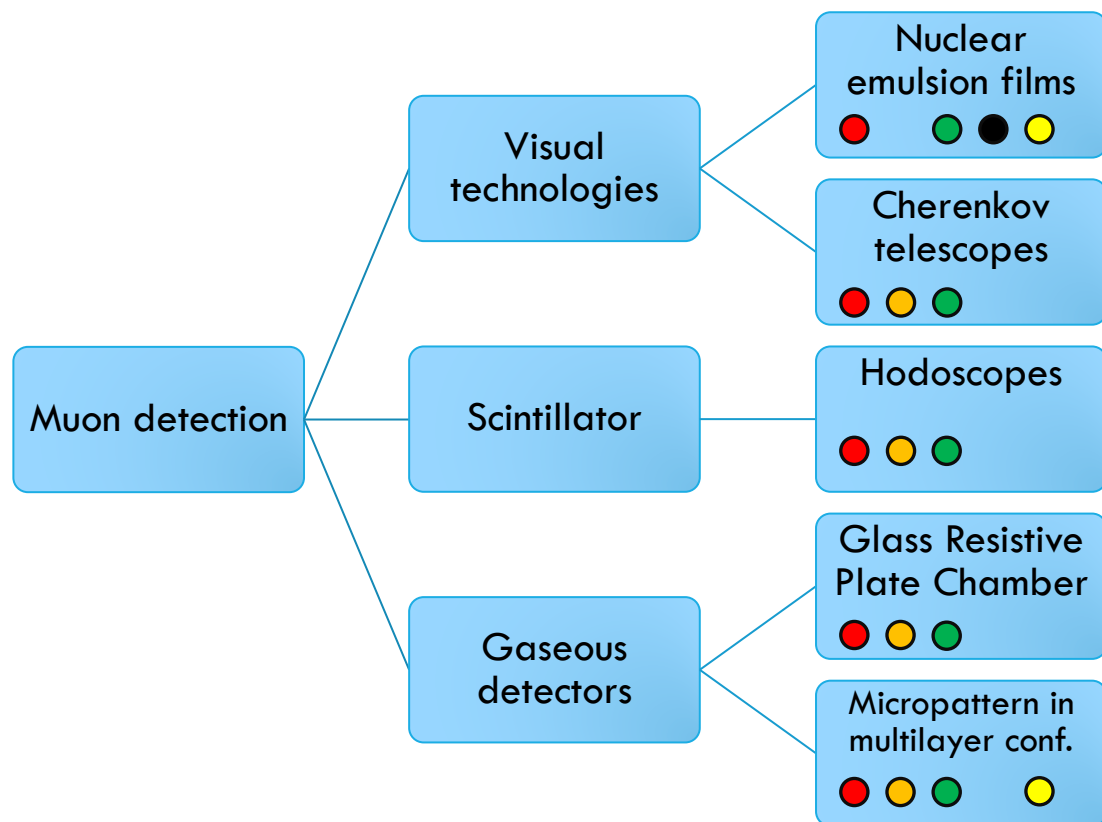 Muon detection
Visual
technologies
Nuclear
emulsion films
Cherenkov
telescopes
Scintillator
Hodoscopes
Gaseous
detectors
Glass Resistive
Plate Chamber
Micropattern in
multilayer conf.